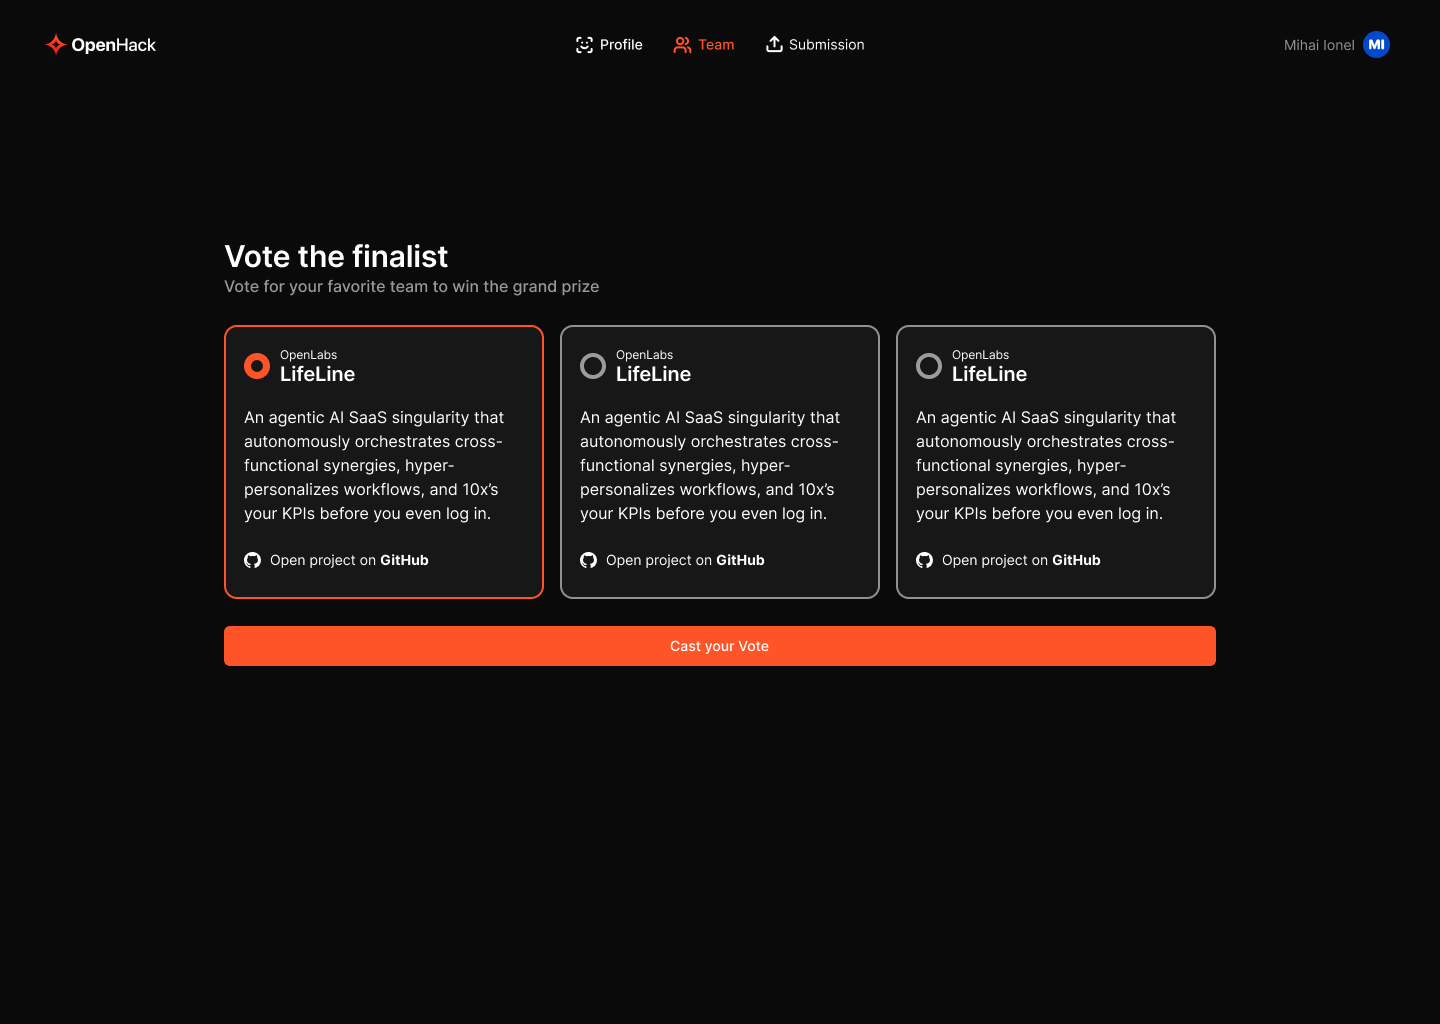 OpenHack
Profile
Team
Submission
Mihai Ionel
MI
Vote the finalist
Vote for your favorite team to win the grand prize
OpenLabs
LifeLine
An agentic AI SaaS singularity that
autonomously orchestrates cross-
functional synergies, hyper-
personalizes workflows, and 10x’s
your KPIs before you even log in.
Open project on GitHub
OpenLabs
LifeLine
An agentic AI SaaS singularity that
autonomously orchestrates cross-
functional synergies, hyper-
personalizes workflows, and 10x’s
your KPIs before you even log in.
Open project on GitHub
OpenLabs
LifeLine
An agentic AI SaaS singularity that
autonomously orchestrates cross-
functional synergies, hyper-
personalizes workflows, and 10x’s
your KPIs before you even log in.
Open project on GitHub
Cast your Vote